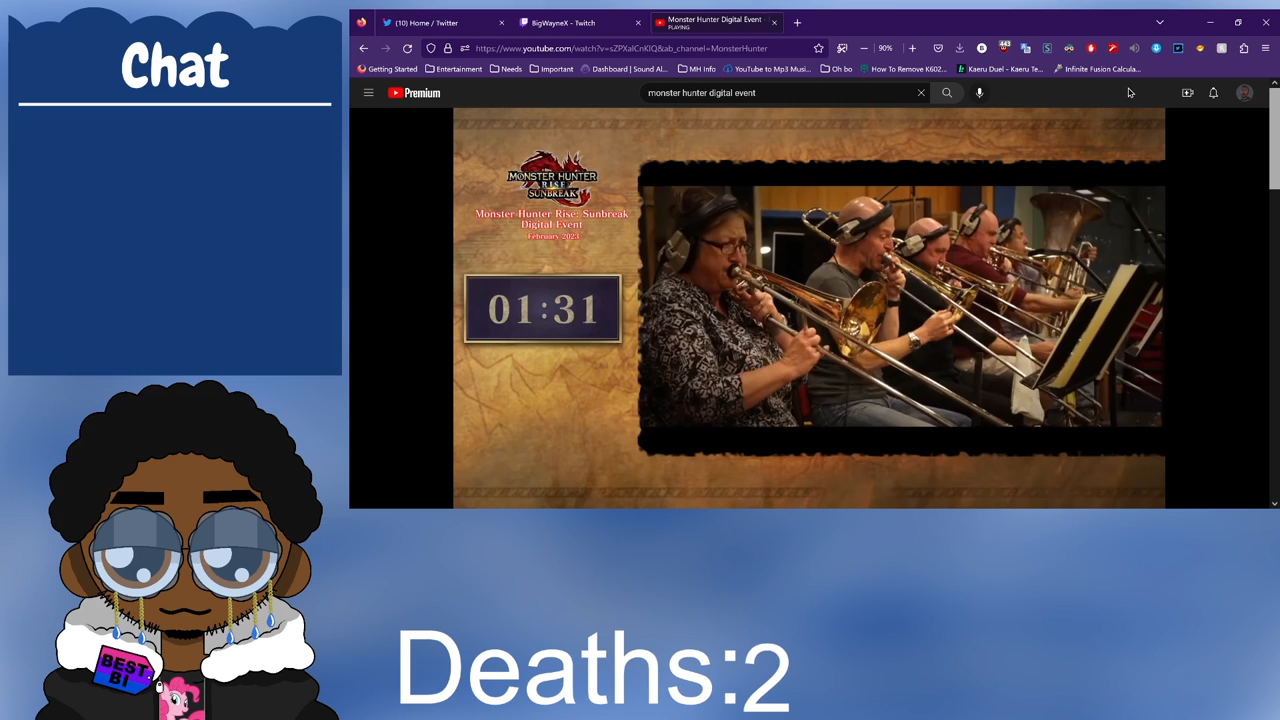 Chat
(10) Home / Twitter
BigWayneX - Twitch
Monster Hunter Digital Event
PLAYING
https://www.youtube.com/watch?v=sZPXalCnKlQ&ab_channel=MonsterHunter
90%
443
Getting Started
Entertainment
Needs
Important
Dashboard | Sound Al...
MH Info
YouTube to Mp3 Musi...
Oh bo
How To Remove K602...
Kaeru Duel - Kaeru Te...
Infinite Fusion Calcula...
Premium
monster hunter digital event
MONSTER HUNTER
RISE
SUNBREAK
Monster Hunter Rise: Sunbreak
Digital Event
February 2023
01:31
BEST
BI
Deaths:2